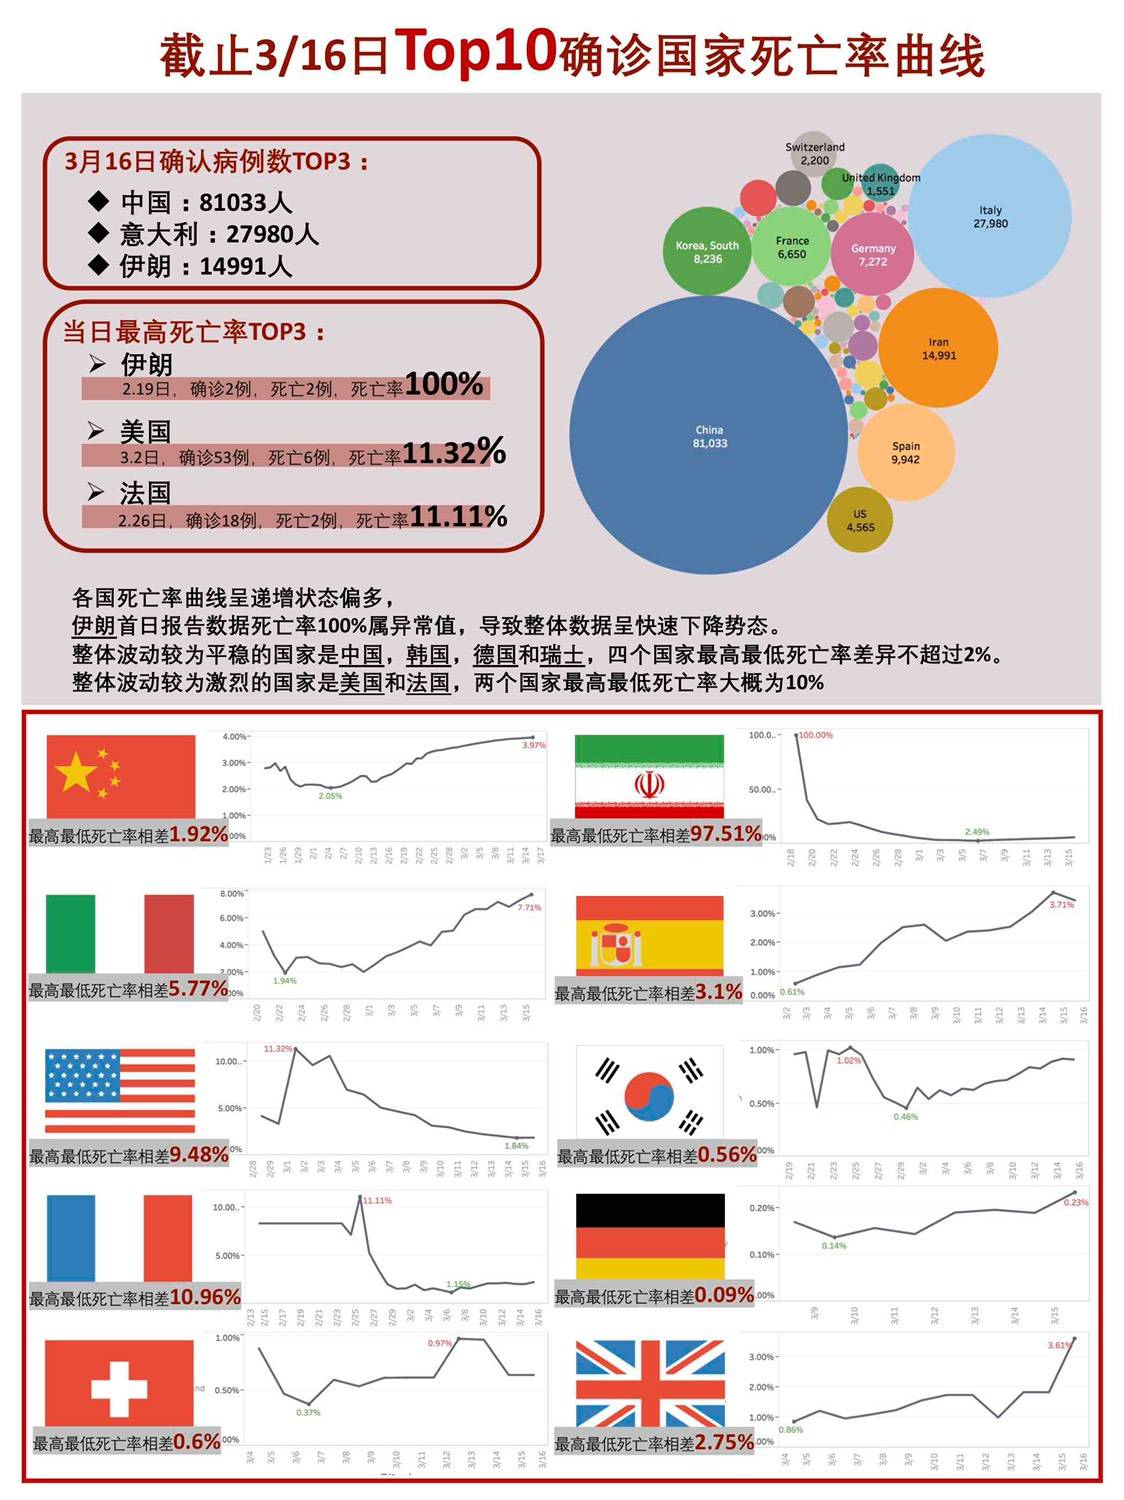 截止3/16日Top10确诊国家死亡率曲线
3月16日确认病例数TOP3：
◆ 中国：81033人
◆ 意大利：27980人
◆ 伊朗：14991人
当日最高死亡率TOP3：
➢ 伊朗
2.19日，确诊2例，死亡2例，死亡率100%
➢ 美国
3.2日，确诊53例，死亡6例，死亡率11.32%
➢ 法国
2.26日，确诊18例，死亡2例，死亡率11.11%
Switzerland
2,200
United Kingdom
1,551
Italy
27,980
Korea, South
8,236
France
6,650
Germany
7,272
Iran
14,991
China
81,033
Spain
9,942
US
4,565
各国死亡率曲线呈递增状态偏多，
伊朗首日报告数据死亡率100%属异常值，导致整体数据呈快速下降势态。
整体波动较为平稳的国家是中国，韩国，德国和瑞士，四个国家最高最低死亡率差异不超过2%。
整体波动较为激烈的国家是美国和法国，两个国家最高最低死亡率大概为10%
最高最低死亡率相差1.92%
4.00%
3.00%
2.00%
1.00%
00%
3.97%
2.05%
1/23 1/26 1/29 2/1 2/4 2/7 2/10 2/13 2/16 2/19 2/22 2/25 2/28 3/2 3/5 3/8 3/11 3/14 3/17
最高最低死亡率相差97.51%
100.0..
50.00..
00%
100.00%
2.49%
2/18 2/20 2/22 2/24 2/26 2/28 3/1 3/3 3/5 3/7 3/9 3/11 3/13 3/15
最高最低死亡率相差5.77%
8.00%
6.00%
4.00%
2.00%
00%
7.71%
1.94%
2/20 2/22 2/24 2/26 2/28 3/1 3/3 3/5 3/7 3/9 3/11 3/13 3/15
最高最低死亡率相差3.1%
3.00%
2.00%
1.00%
0.00%
3.71%
0.61%
3/2 3/3 3/4 3/5 3/6 3/7 3/8 3/9 3/10 3/11 3/12 3/13 3/14 3/15 3/16
最高最低死亡率相差9.48%
10.00..
5.00%
0%
11.32%
1.84%
2/28 2/29 3/1 3/2 3/3 3/4 3/5 3/6 3/7 3/8 3/9 3/10 3/11 3/12 3/13 3/14 3/15 3/16
最高最低死亡率相差0.56%
1.00%
0.50%
.00%
1.02%
0.46%
2/19 2/21 2/23 2/25 2/27 2/29 3/2 3/4 3/6 3/8 3/10 3/12 3/14 3/16
最高最低死亡率相差10.96%
10.00..
5.00%
00%
11.11%
1.15%
2/13 2/15 2/17 2/19 2/21 2/23 2/25 2/27 2/29 3/2 3/4 3/6 3/8 3/10 3/12 3/14 3/16
最高最低死亡率相差0.09%
0.20%
0.10%
.00%
0.23%
0.14%
3/9 3/10 3/11 3/12 3/13 3/14 3/15
最高最低死亡率相差0.6%
nd
1.00%
0.50%
00%
0.97%
0.37%
3/4 3/5 3/6 3/7 3/8 3/9 3/10 3/11 3/12 3/13 3/14 3/15 3/16
最高最低死亡率相差2.75%
3.00%
2.00%
1.00%
.00%
3.61%
0.86%
3/4 3/5 3/6 3/7 3/8 3/9 3/10 3/11 3/12 3/13 3/14 3/15 3/16